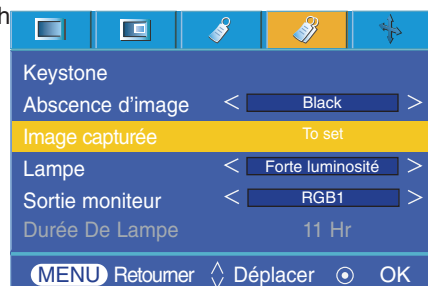 h
Keystone
Abscence d'image < Black >
Image capturée To set
Lampe < Forte luminosité >
Sortie moniteur < RGB1 >
Durée De Lampe 11 Hr
MENU Retourner Déplacer OK